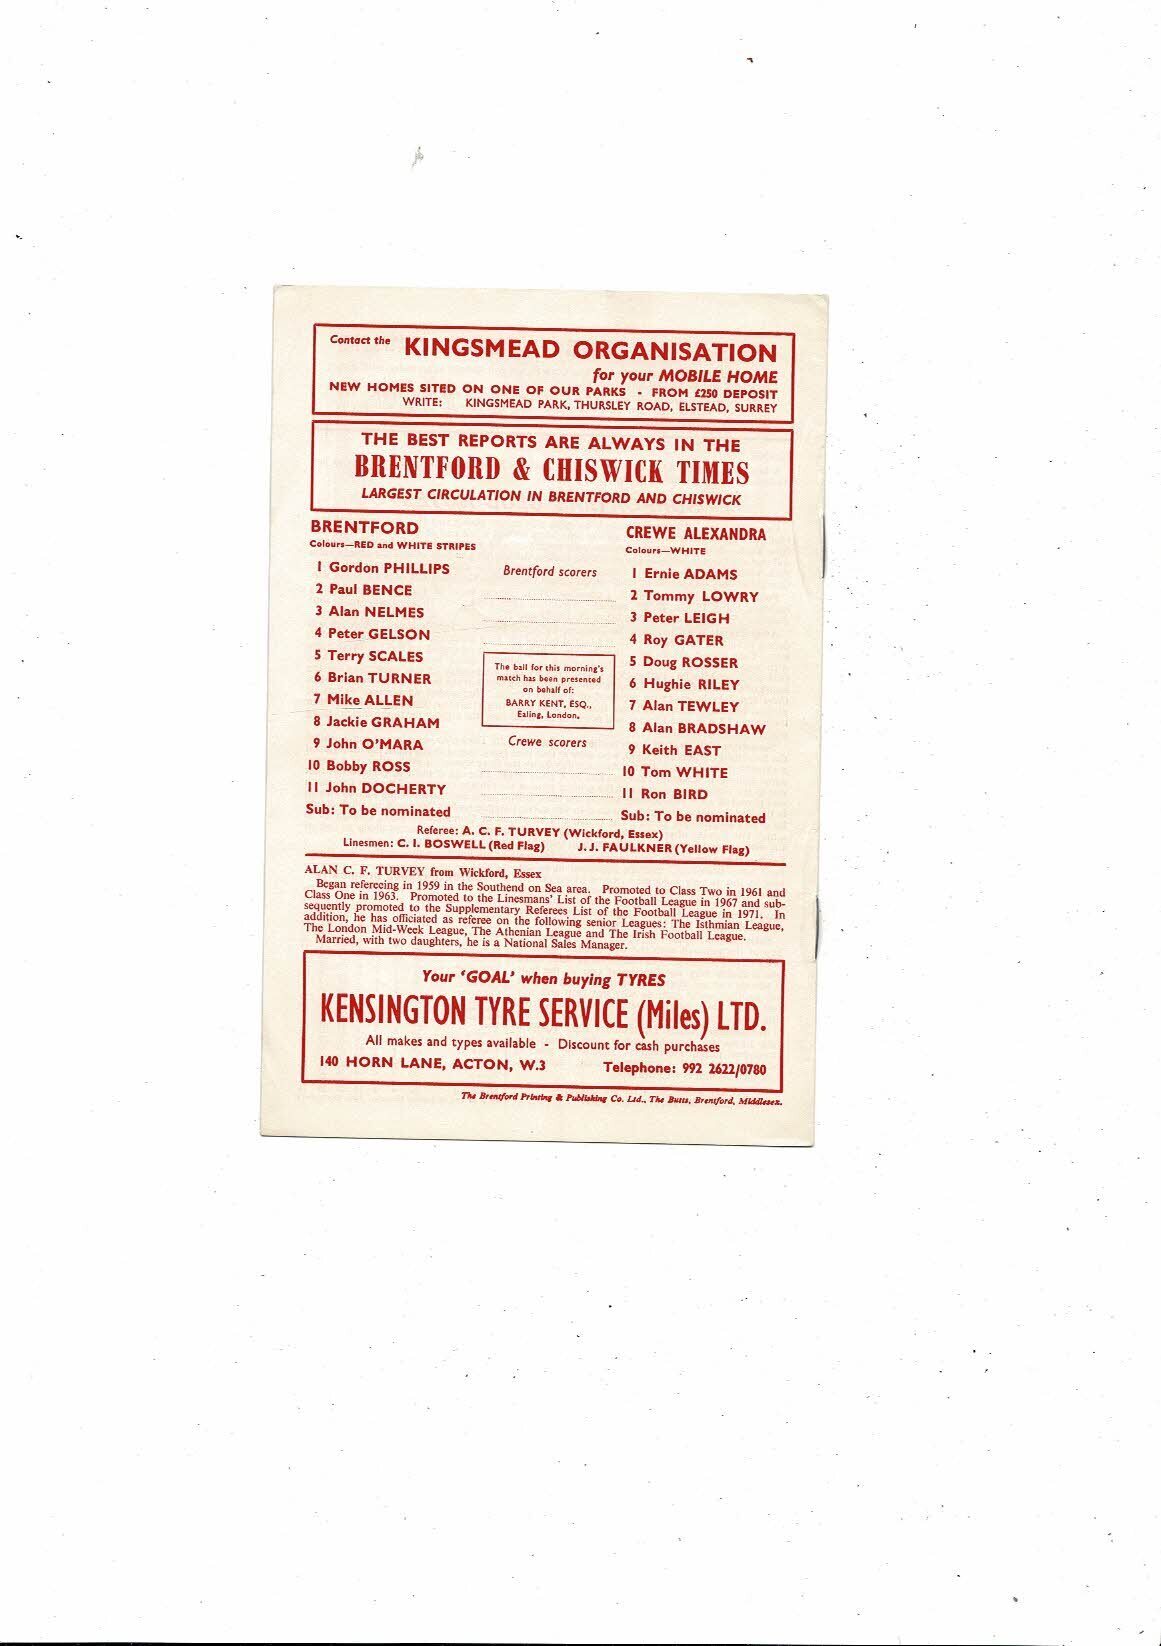 Contact the KINGSMEAD ORGANISATION
for your MOBILE HOME
NEW HOMES SITED ON ONE OF OUR PARKS - FROM £250 DEPOSIT
WRITE: KINGSMEAD PARK, THURSLEY ROAD, ELSTEAD, SURREY
THE BEST REPORTS ARE ALWAYS IN THE
BRENTFORD & CHISWICK TIMES
LARGEST CIRCULATION IN BRENTFORD AND CHISWICK
BRENTFORD
Colours—RED and WHITE STRIPES
1 Gordon PHILLIPS
2 Paul BENCE
3 Alan NELMES
4 Peter GELSON
5 Terry SCALES
6 Brian TURNER
7 Mike ALLEN
8 Jackie GRAHAM
9 John O'MARA
10 Bobby ROSS
11 John DOCHERTY
Sub: To be nominated
Brentford scorers
The ball for this morning's
match has been presented
on behalf of:
BARRY KENT, ESQ.,
Ealing, London.
Crewe scorers
CREWE ALEXANDRA
Colours—WHITE
1 Ernie ADAMS
2 Tommy LOWRY
3 Peter LEIGH
4 Roy GATER
5 Doug ROSSER
6 Hughie RILEY
7 Alan TEWLEY
8 Alan BRADSHAW
9 Keith EAST
10 Tom WHITE
11 Ron BIRD
Sub: To be nominated
Referee: A. C. F. TURVEY (Wickford, Essex)
Linesmen: C. I. BOSWELL (Red Flag) J. J. FAULKNER (Yellow Flag)
ALAN C. F. TURVEY from Wickford, Essex
Began refereeing in 1959 in the Southend on Sea area. Promoted to Class Two in 1961 and
Class One in 1963. Promoted to the Linesmen's List of the Football League in 1967 and sub-
sequently promoted to the Supplementary Referees List of the Football League in 1971. In
addition, he has officiated as referee on the following senior Leagues: The Isthmian League,
The London Mid-Week League, The Athenian League and The Irish Football League.
Married, with two daughters, he is a National Sales Manager.
Your 'GOAL' when buying TYRES
KENSINGTON TYRE SERVICE (Miles) LTD.
All makes and types available - Discount for cash purchases
140 HORN LANE, ACTON, W.3 Telephone: 992 2622/0780
The Brentford Printing & Publishing Co. Ltd., The Butts, Brentford, Middlesex.